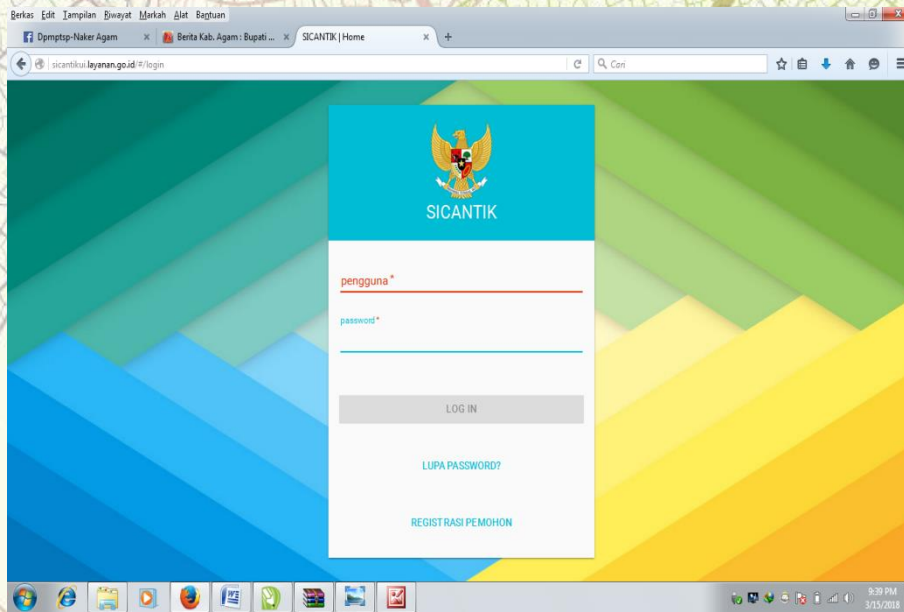 Berkas Edit Tampilan Riwayat Markah Alat Bantuan
Dpmptsp-Naker Agam × Berita Kab. Agam : Bupati ... × SICANTIK | Home × +
sicantikui.layanan.go.id/#/login Cari
SICANTIK
pengguna *
password *
LOG IN
LUPA PASSWORD?
REGISTRASI PEMOHON
9:39 PM
3/15/2018